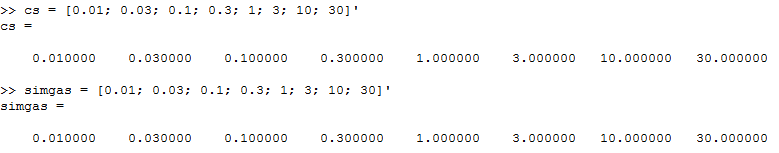 >> cs = [0.01; 0.03; 0.1; 0.3; 1; 3; 10; 30]'
cs =
0.010000 0.030000 0.100000 0.300000 1.000000 3.000000 10.000000 30.000000
>> simgas = [0.01; 0.03; 0.1; 0.3; 1; 3; 10; 30]'
simgas =
0.010000 0.030000 0.100000 0.300000 1.000000 3.000000 10.000000 30.000000